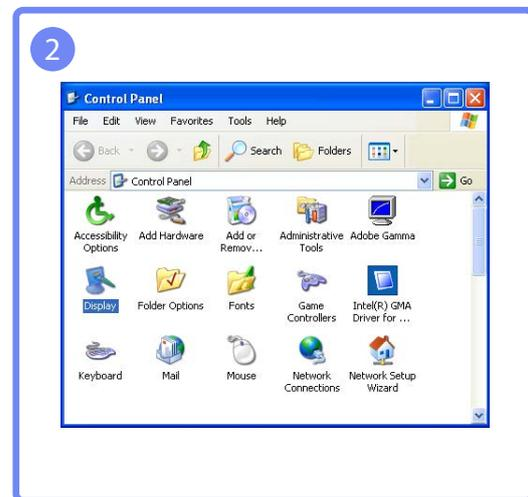 2
Control Panel
File Edit View Favorites Tools Help
Back Search Folders
Address Control Panel Go
Accessibility Options
Add Hardware
Add or Remov...
Administrative Tools
Adobe Gamma
Display
Folder Options
Fonts
Game Controllers
Intel(R) GMA Driver for ...
Keyboard
Mail
Mouse
Network Connections
Network Setup Wizard